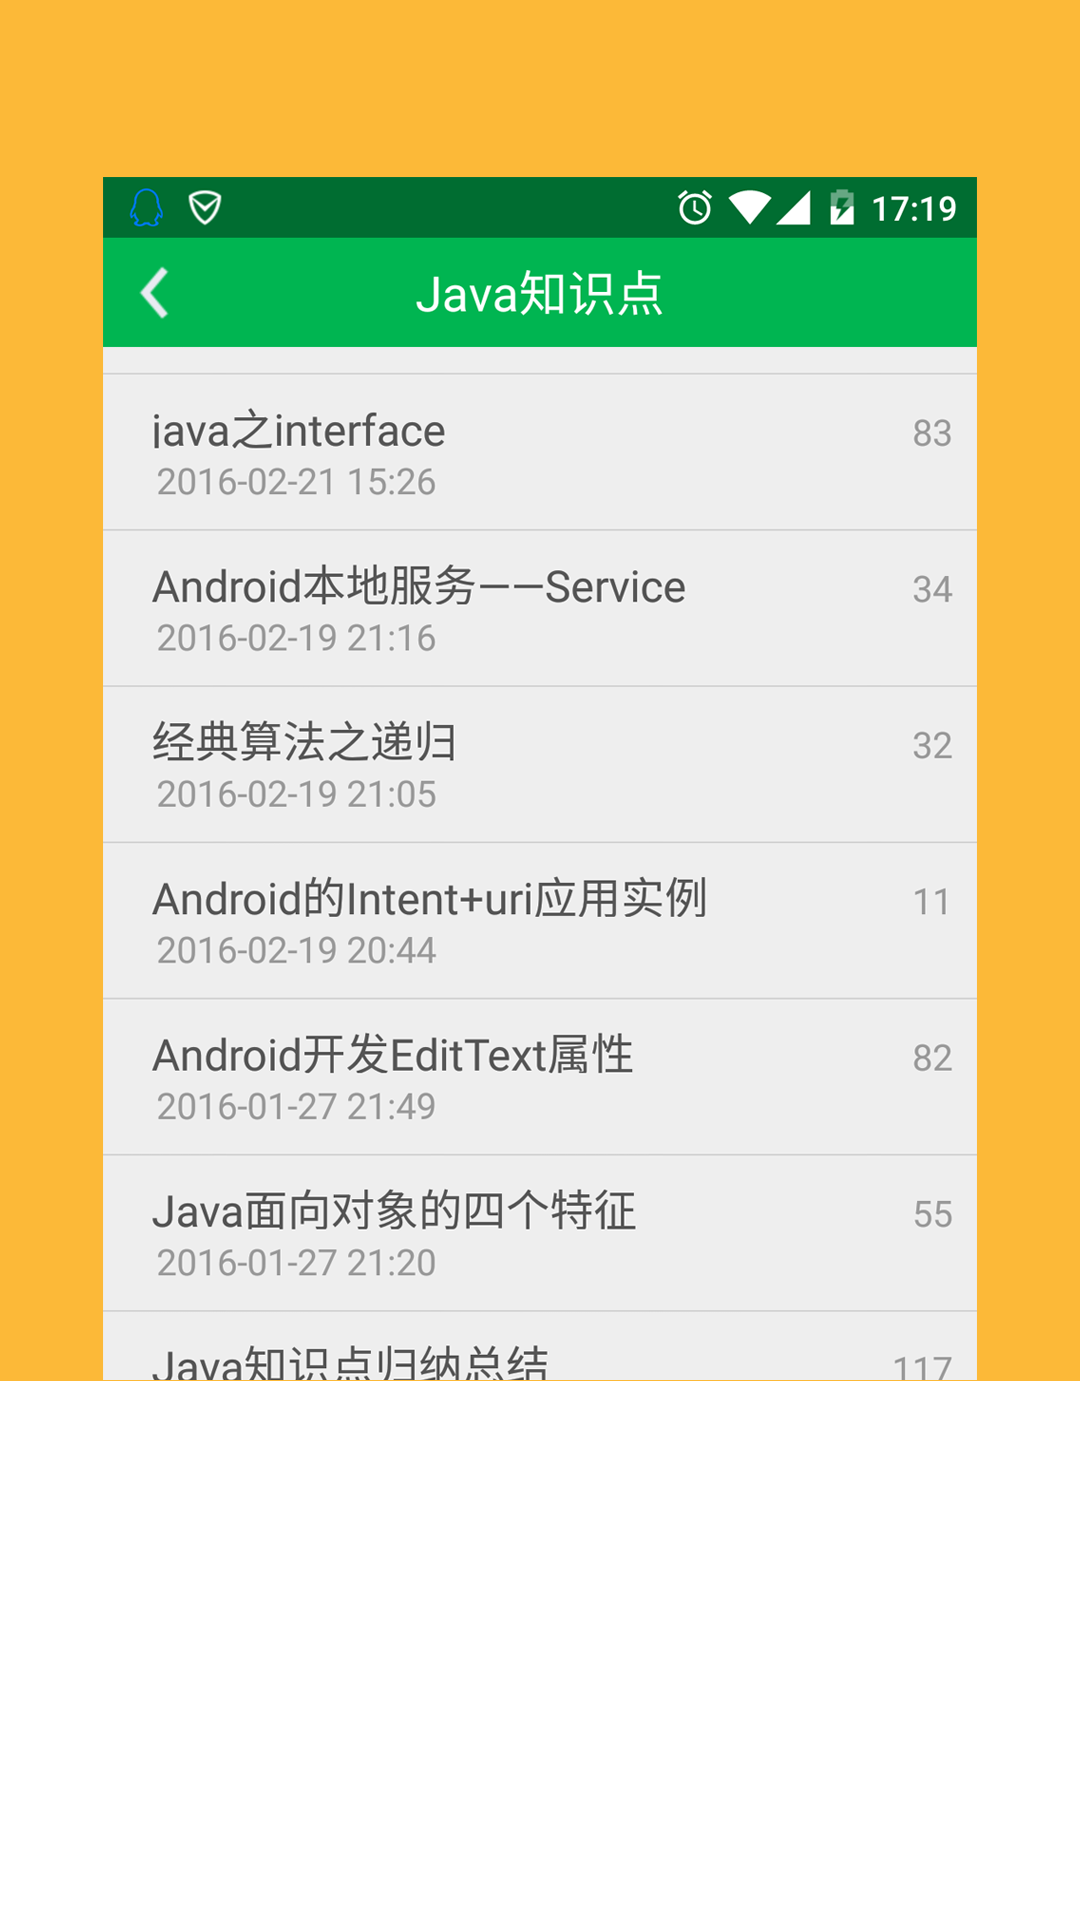 17:19
Java知识点
java之interface
83
2016-02-21 15:26
Android本地服务——Service
34
2016-02-19 21:16
经典算法之递归
32
2016-02-19 21:05
Android的Intent+uri应用实例
11
2016-02-19 20:44
Android开发EditText属性
82
2016-01-27 21:49
Java面向对象的四个特征
55
2016-01-27 21:20
Java知识点归纳总结
117